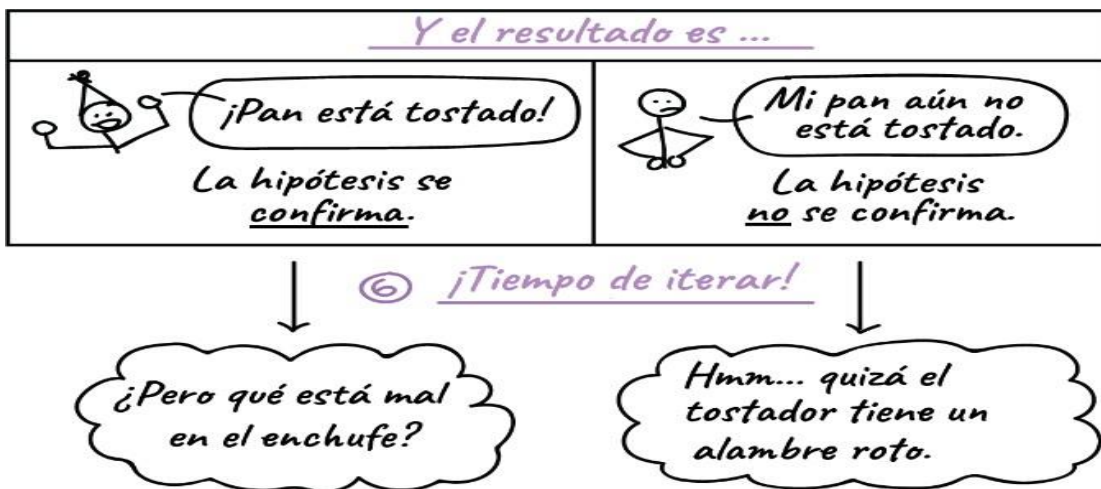 Y el resultado es ...
¡Pan está tostado!
La hipótesis se
confirma.
Mi pan aún no
está tostado.
La hipótesis
no se confirma.
⑥ ¡Tiempo de iterar!
¿Pero qué está mal
en el enchufe?
Hmm... quizá el
tostador tiene un
alambre roto.